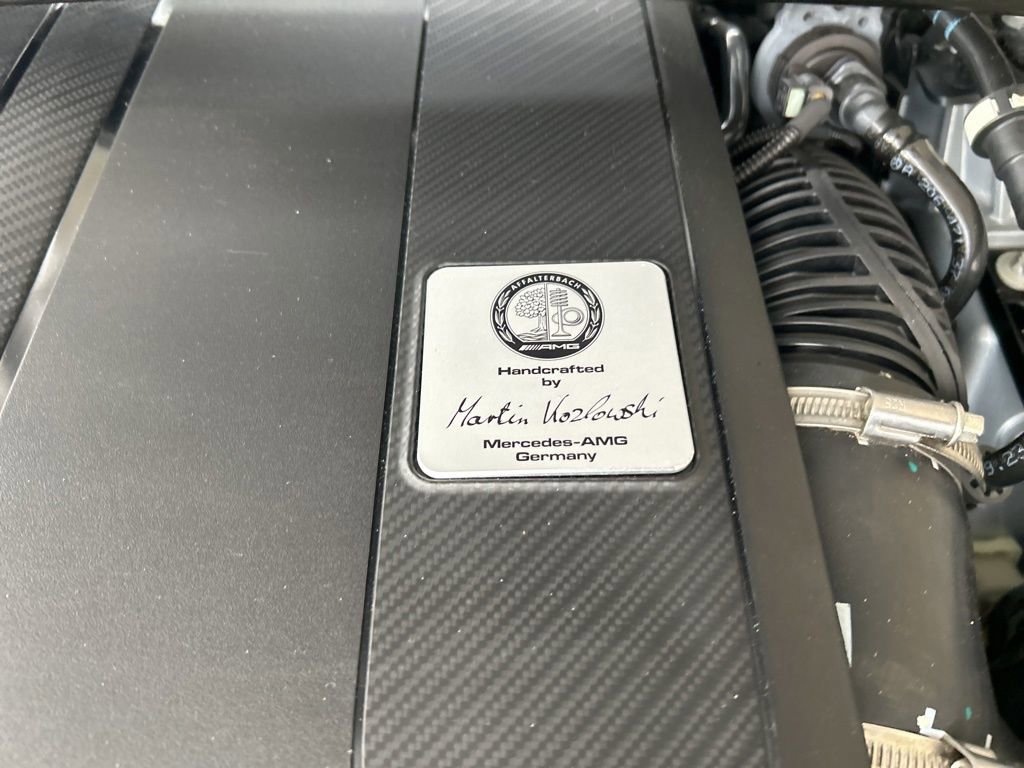 AFFALTERBACH
AMG
Handcrafted
by
Martin Kozlowski
Mercedes-AMG
Germany